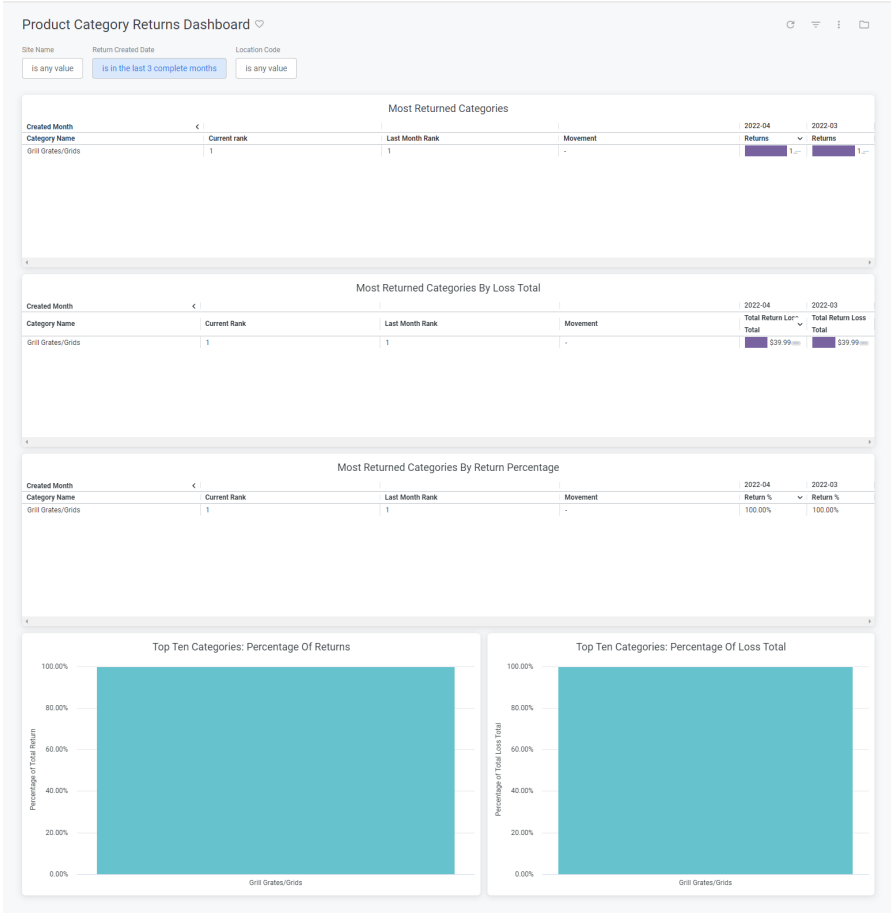 Product Category Returns Dashboard
Site Name Return Created Date Location Code
is any value is in the last 3 complete months is any value
Most Returned Categories
Created Month 2022-04 2022-03
Category Name Current rank Last Month Rank Movement Returns Returns
Grill Grates/Grids 1 1 - 1 1
Most Returned Categories By Loss Total
Created Month 2022-04 2022-03
Category Name Current Rank Last Month Rank Movement Total Return Loss Total Total Return Loss Total
Grill Grates/Grids 1 1 - $39.99 $39.99
Most Returned Categories By Return Percentage
Created Month 2022-04 2022-03
Category Name Current Rank Last Month Rank Movement Return % Return %
Grill Grates/Grids 1 1 - 100.00% 100.00%
Top Ten Categories: Percentage Of Returns
Percentage of Total Return
100.00%
80.00%
60.00%
40.00%
20.00%
0.00%
Grill Grates/Grids
Top Ten Categories: Percentage Of Loss Total
Percentage of Total Loss Total
100.00%
80.00%
60.00%
40.00%
20.00%
0.00%
Grill Grates/Grids